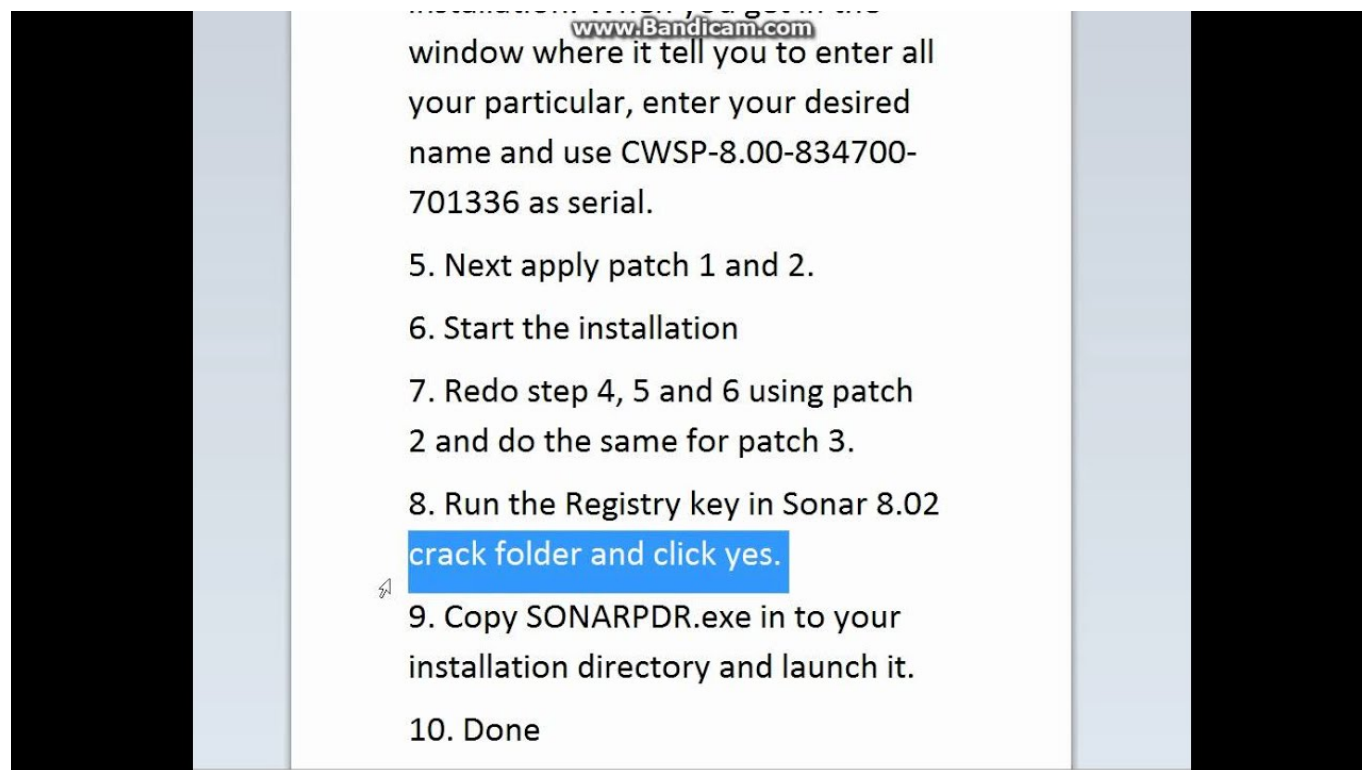 www.Bandicam.com
window where it tell you to enter all
your particular, enter your desired
name and use CWSP-8.00-834700-
701336 as serial.
5. Next apply patch 1 and 2.
6. Start the installation
7. Redo step 4, 5 and 6 using patch
2 and do the same for patch 3.
8. Run the Registry key in Sonar 8.02
crack folder and click yes.
9. Copy SONARPDR.exe in to your
installation directory and launch it.
10. Done